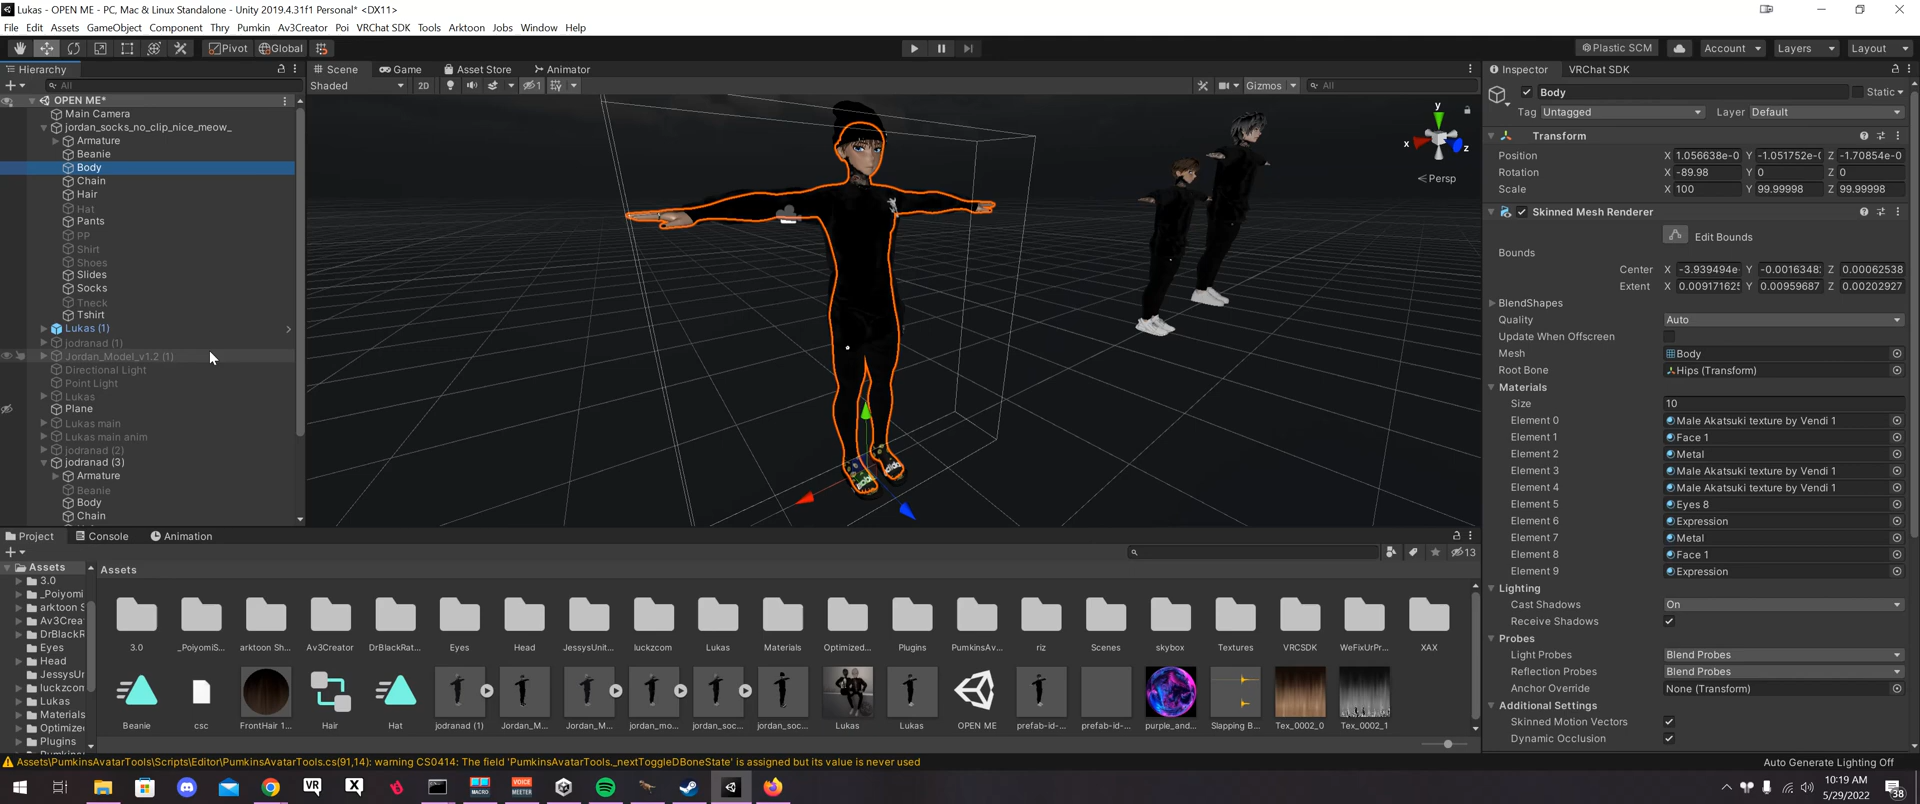 Lukas - OPEN ME - PC, Mac & Linux Standalone - Unity 2019.4.31f1 Personal* <DX11>
File Edit Assets GameObject Component Thry Pumkin Av3Creator Poi VRChat SDK Tools Arktoon Jobs Window Help
Pivot Global Plastic SCM Account Layers Layout
Hierarchy Scene Game Asset Store Animator Inspector VRChat SDK
All Shaded 2D 1 Gizmos All
OPEN ME*
Main Camera
jordan_socks_no_clip_nice_meow_
Armature
Beanie
Body
Chain
Hair
Hat
Pants
PP
Shirt
Shoes
Slides
Socks
Tneck
Tshirt
Lukas (1)
jodranad (1)
Jordan_Model_v1.2 (1)
Directional Light
Point Light
Lukas
Plane
Lukas main
Lukas main anim
jodranad (2)
jodranad (3)
Armature
Beanie
Body
Chain
y
x z
Persp
Body Static
Tag Untagged Layer Default
Transform
Position X 1.056638e-0 Y -1.051752e-( Z -1.70854e-0
Rotation X -89.98 Y 0 Z 0
Scale X 100 Y 99.99998 Z 99.99998
Skinned Mesh Renderer
Edit Bounds
Bounds
Center X -3.939494e- Y -0.0016348: Z 0.00062538
Extent X 0.00917162! Y 0.00959687 Z 0.00202927
BlendShapes
Quality Auto
Update When Offscreen
Mesh Body
Root Bone Hips (Transform)
Materials
Size 10
Element 0 Male Akatsuki texture by Vendi 1
Element 1 Face 1
Element 2 Metal
Element 3 Male Akatsuki texture by Vendi 1
Element 4 Male Akatsuki texture by Vendi 1
Element 5 Eyes 8
Element 6 Expression
Element 7 Metal
Element 8 Face 1
Element 9 Expression
Lighting
Cast Shadows On
Receive Shadows
Probes
Light Probes Blend Probes
Reflection Probes Blend Probes
Anchor Override None (Transform)
Additional Settings
Skinned Motion Vectors
Dynamic Occlusion
Project Console Animation
13
Assets
3.0
_Poiyomi
arktoon S
Av3Crea
DrBlackR
Eyes
Head
JessysUr
luckzcom
Lukas
Materials
Optimize
Plugins
Assets
3.0 _PoiyomiS... arktoon Sh... Av3Creator DrBlackRat... Eyes Head JessysUnit... luckzcom Lukas Materials Optimized... Plugins PumkinsAv... riz Scenes skybox Textures VRCSDK WeFixUrPr... XAX
Beanie csc FrontHair 1... Hair Hat jodranad (1) Jordan_M... Jordan_M... jordan_mo... jordan_soc... jordan_soc... Lukas Lukas OPEN ME prefab-id-... prefab-id-... purple_and... Slapping B... Tex_0002_0 Tex_0002_1
Assets\PumkinsAvatarTools\Scripts\Editor\PumkinsAvatarTools.cs(91,14): warning CS0414: The field 'PumkinsAvatarTools._nextToggleDBoneState' is assigned but its value is never used
Auto Generate Lighting Off
VR X MACRO VOICE MEETER
10:19 AM
5/29/2022
38